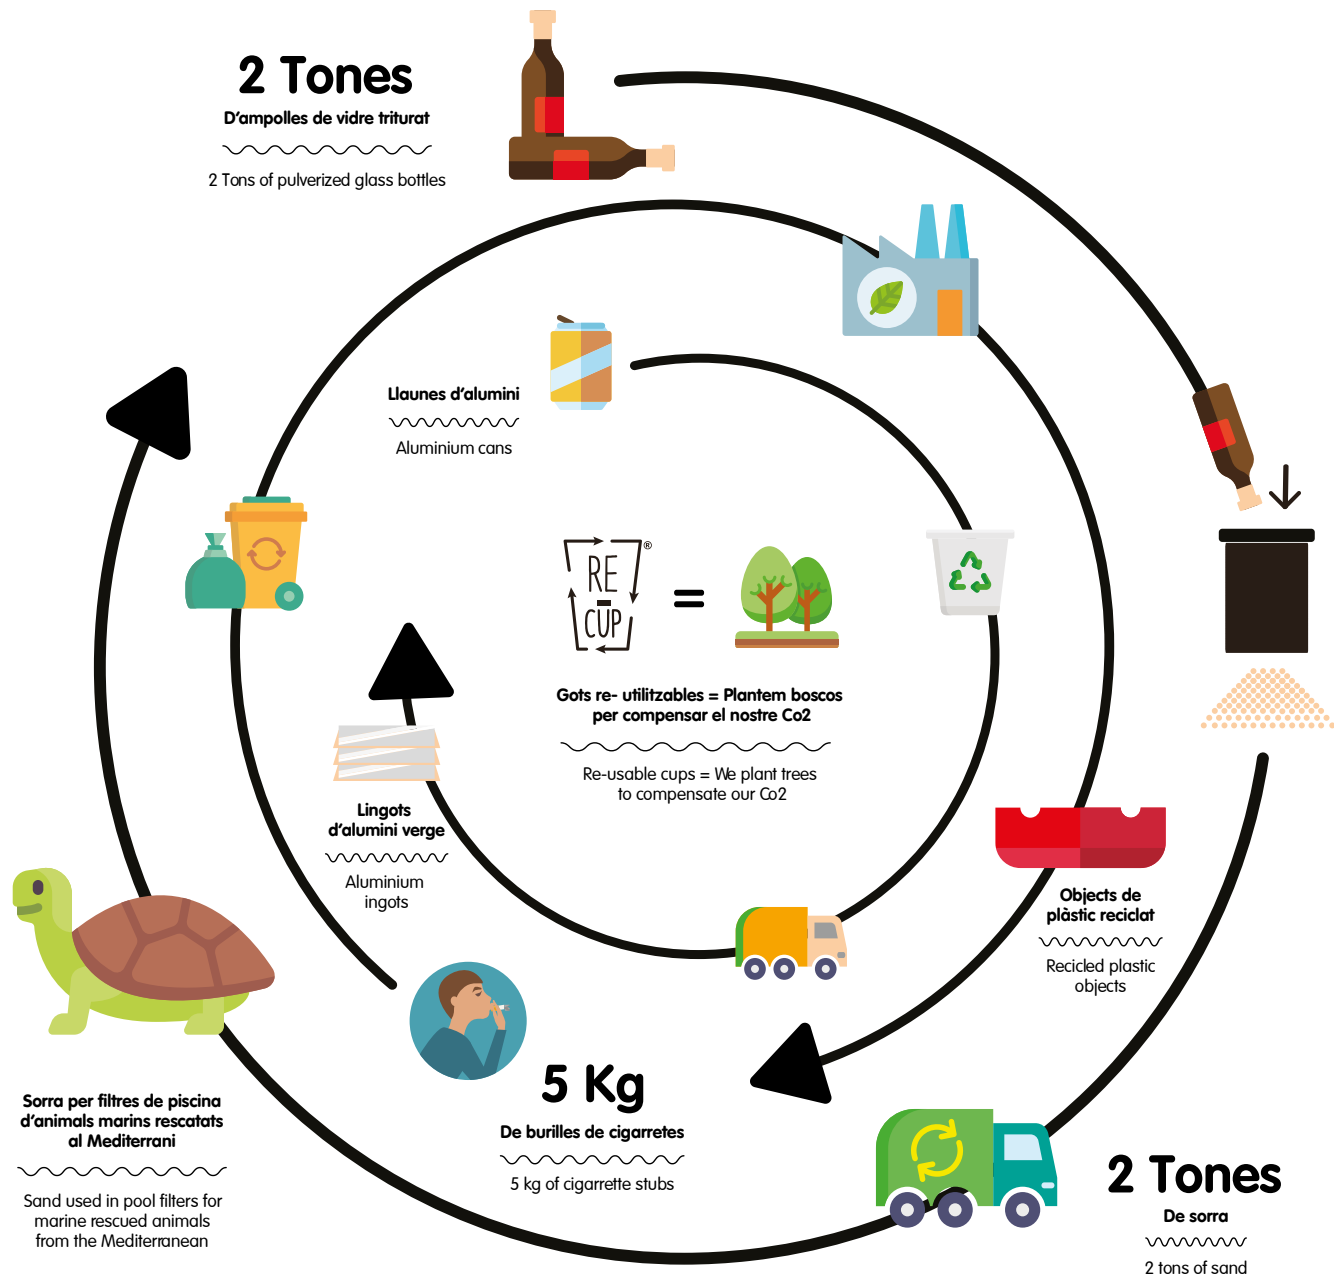 2 Tones
D'ampolles de vidre triturat
2 Tons of pulverized glass bottles
Llaunes d'alumini
Aluminium cans
RE
CUP
®
=
Gots re- utilitzables = Plantem boscos
per compensar el nostre Co2
Re-usable cups = We plant trees
to compensate our Co2
Lingots
d'alumini verge
Aluminium
ingots
Objects de
plàstic reciclat
Recicled plastic
objects
5 Kg
De burilles de cigarretes
5 kg of cigarrette stubs
Sorra per filtres de piscina
d'animals marins rescatats
al Mediterrani
Sand used in pool filters for
marine rescued animals
from the Mediterranean
2 Tones
De sorra
2 tons of sand